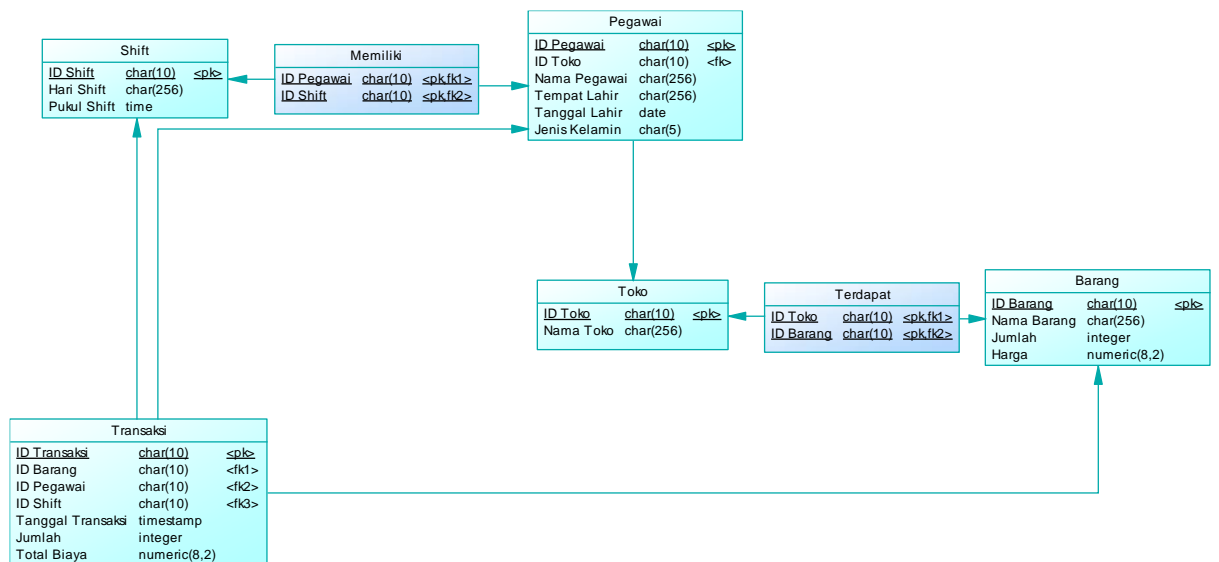 Pegawai
ID Pegawai char(10) <pk>
ID Toko char(10) <fk>
Nama Pegawai char(256)
Tempat Lahir char(256)
Tanggal Lahir date
Jenis Kelamin char(5)
Shift
ID Shift char(10) <pk>
Hari Shift char(256)
Pukul Shift time
Memiliki
ID Pegawai char(10) <pk,fk1>
ID Shift char(10) <pk,fk2>
Toko
ID Toko char(10) <pk>
Nama Toko char(256)
Terdapat
ID Toko char(10) <pk,fk1>
ID Barang char(10) <pk,fk2>
Barang
ID Barang char(10) <pk>
Nama Barang char(256)
Jumlah integer
Harga numeric(8,2)
Transaksi
ID Transaksi char(10) <pk>
ID Barang char(10) <fk1>
ID Pegawai char(10) <fk2>
ID Shift char(10) <fk3>
Tanggal Transaksi timestamp
Jumlah integer
Total Biaya numeric(8,2)